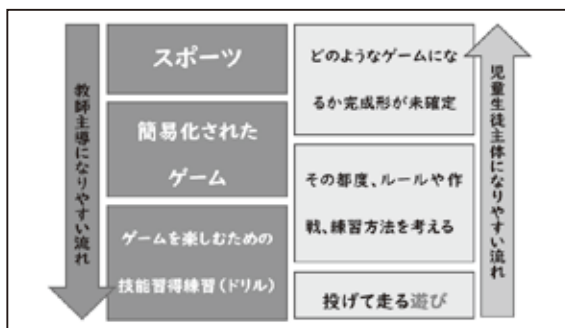 教師主導になりやすい流れ
スポーツ
簡易化された
ゲーム
ゲームを楽しむための
技能習得練習(ドリル)
どのようなゲームにな
るか完成形が未確定
その都度、ルールや作
戦、練習方法を考える
投げて走る遊び
児童生徒主体になりやすい流れ